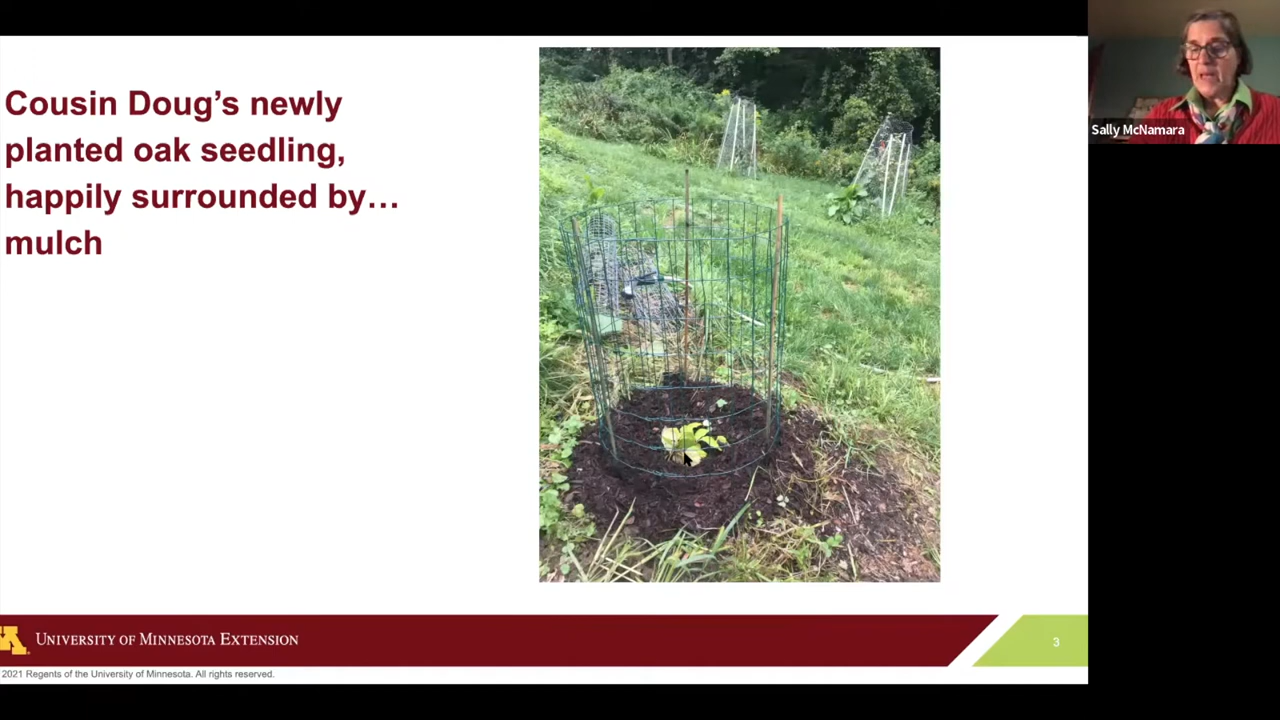 Cousin Doug's newly
planted oak seedling,
happily surrounded by…
mulch
Sally McNamara
UNIVERSITY OF MINNESOTA EXTENSION
3
2021 Regents of the University of Minnesota. All rights reserved.